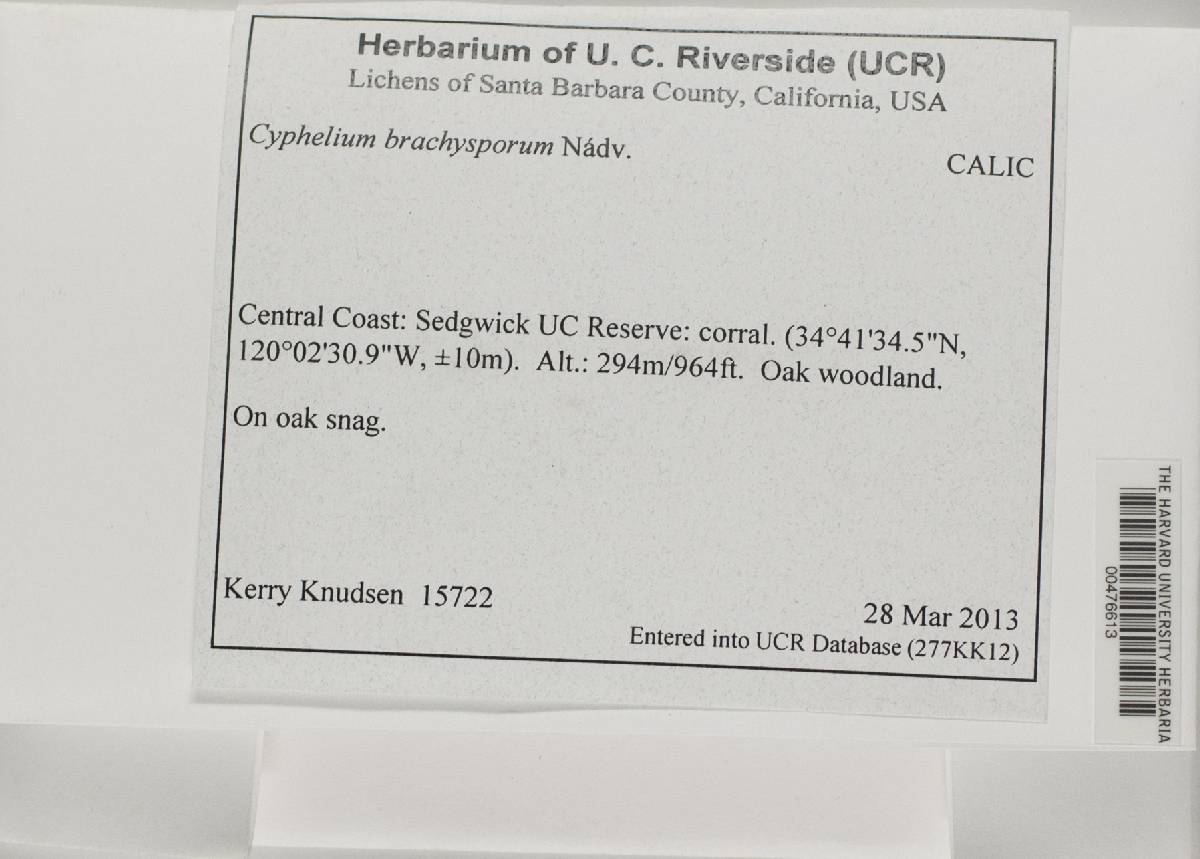 Herbarium of U. C. Riverside (UCR)
Lichens of Santa Barbara County, California, USA
Cyphelium brachysporum Nádv.
CALIC
Central Coast: Sedgwick UC Reserve: corral. (34°41'34.5"N,
120°02'30.9"W, ±10m).  Alt.: 294m/964ft.  Oak woodland.
On oak snag.
Kerry Knudsen  15722
28 Mar 2013
Entered into UCR Database (277KK12)
THE HARVARD UNIVERSITY HERBARIA
00476613